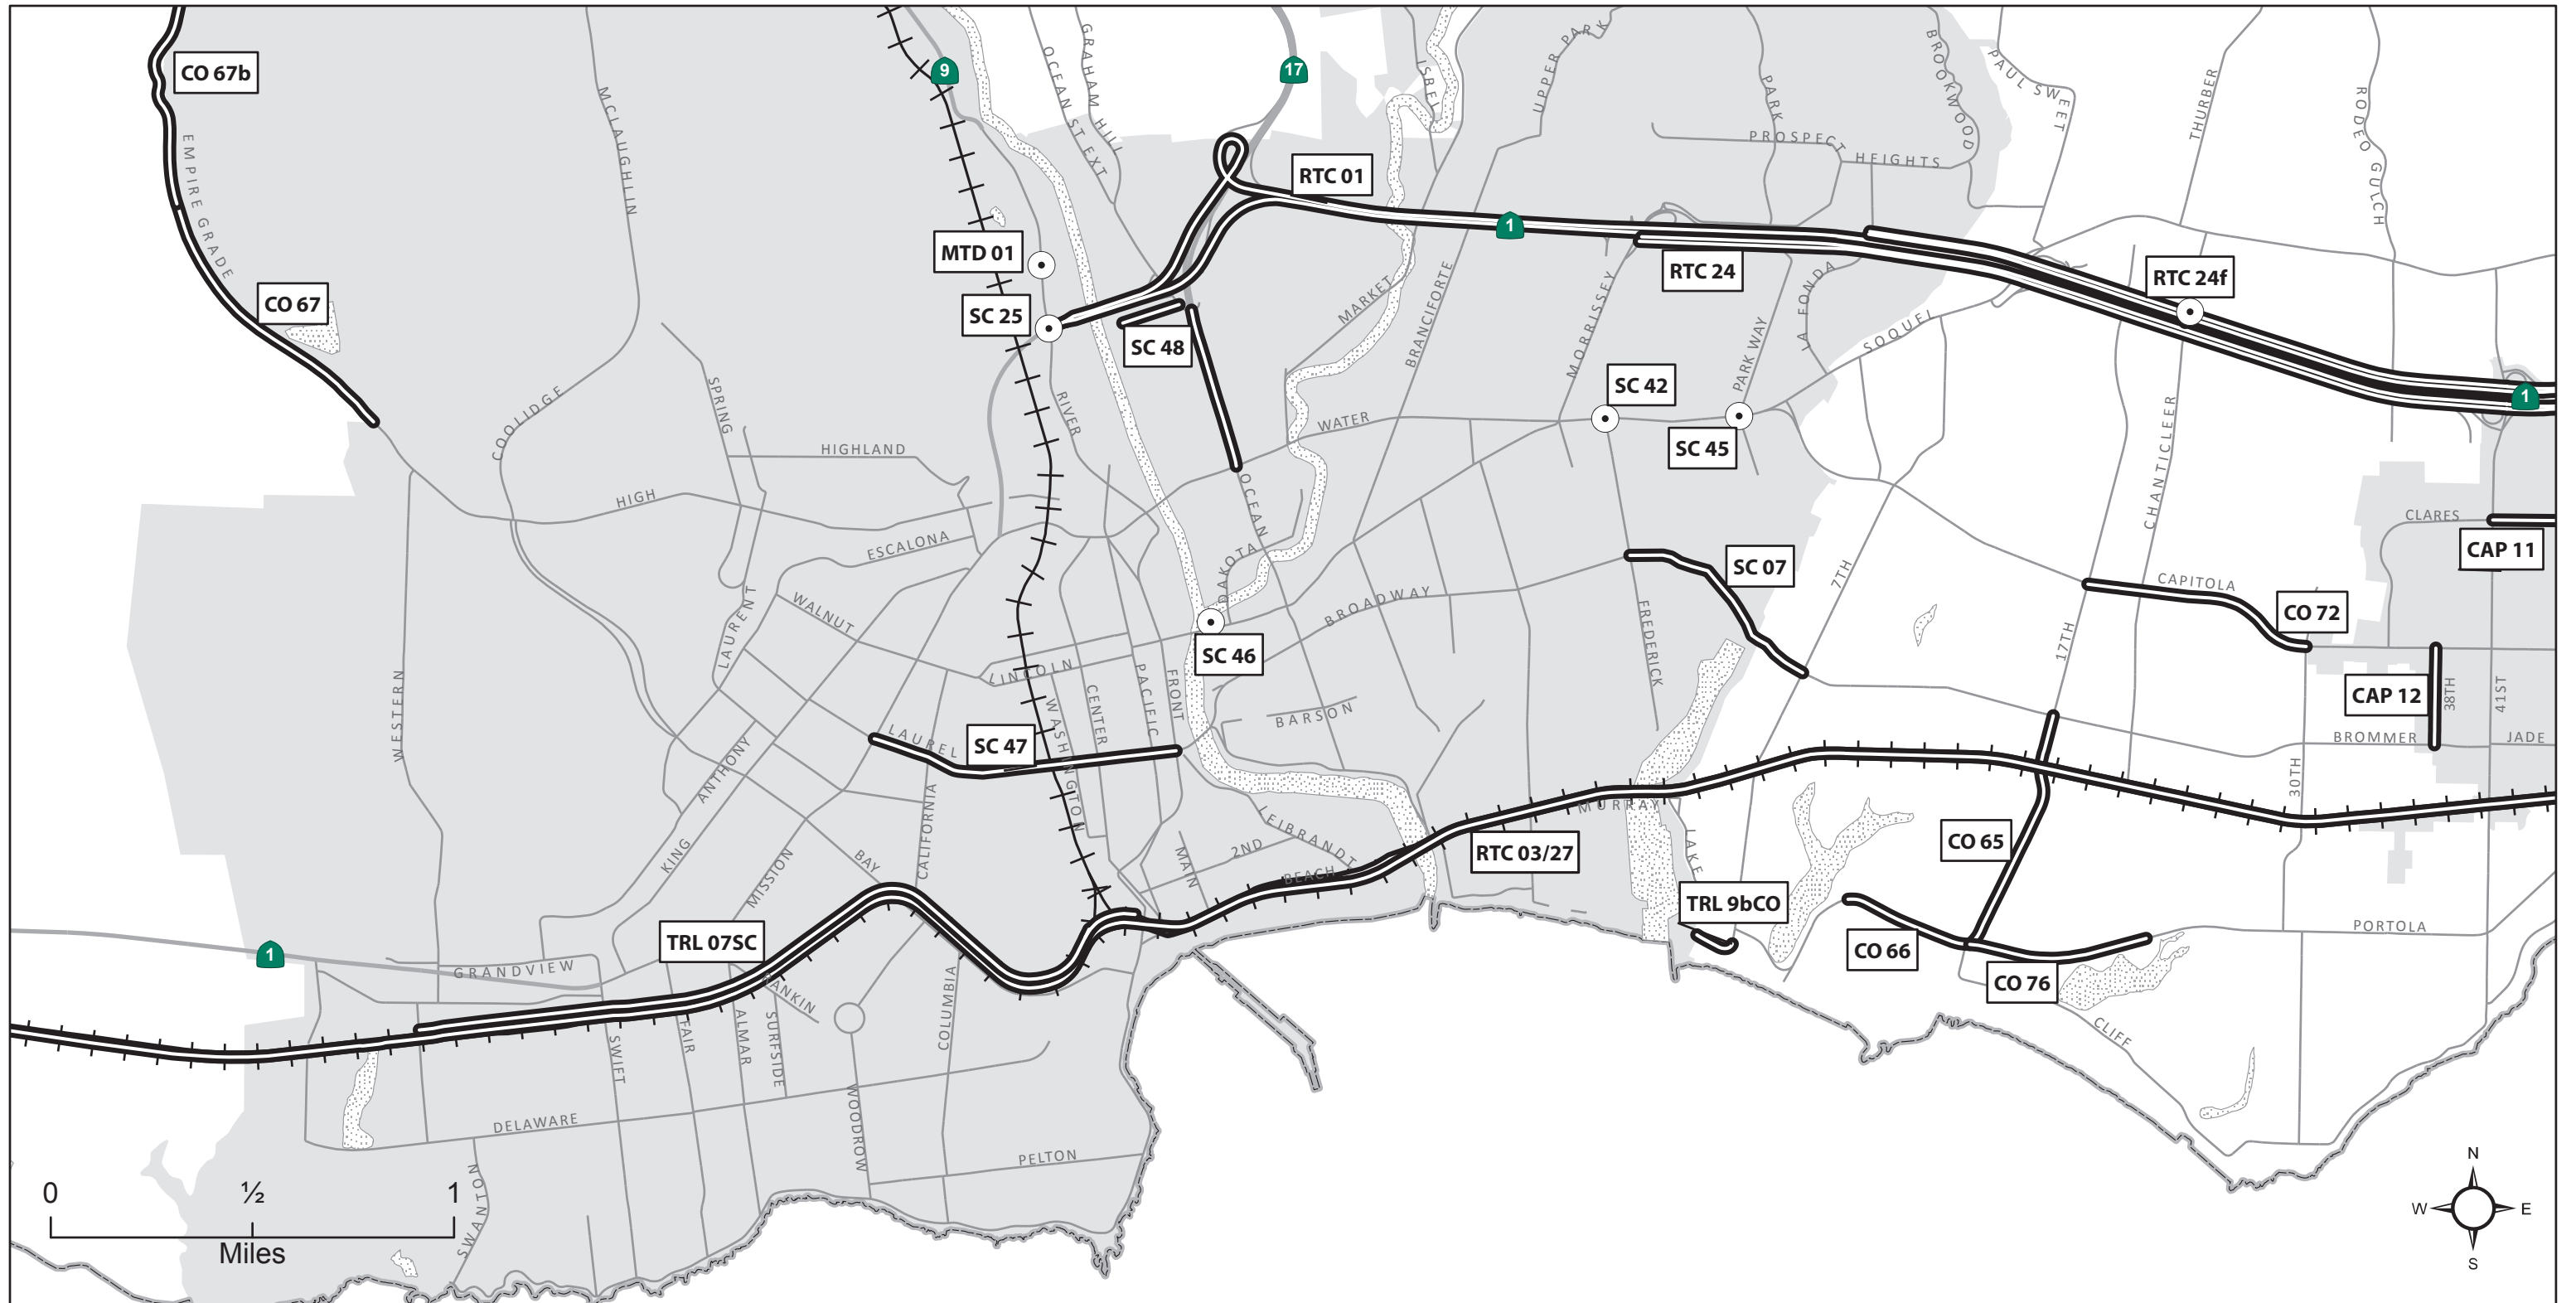 CO 67b
9
17
MCLAUGHLIN
OCEAN ST EXT
GRAHAM HILL
ISBEL
UPPER PARK
PARK
BROOKWOOD
PAUL SWEET
THURBER
RODEO GULCH
PROSPECT HEIGHTS
EMPIRE GRADE
RTC 01
1
MTD 01
SC 25
CO 67
RTC 24
RTC 24f
MARKET
BRANCIFORTE
MORRISSEY
LA FONDA
SOQUEL
PARK WAY
SC 48
SC 42
SC 45
1
COOLIDGE
SPRING
RIVER
WATER
HIGHLAND
HIGH
OCEAN
CHANTICLEER
CLARES
CAP 11
ESCALONA
DAKOTA
BROADWAY
SC 07
7TH
CAPITOLA
CO 72
LAURENT
WALNUT
FREDERICK
17TH
SC 46
LINCOLN
WESTERN
WASHINGTON
CENTER
PACIFIC
FRONT
BARSON
CAP 12
38TH
41ST
LAUREL
SC 47
BROMMER
JADE
30TH
ANTHONY
KING
MISSION
BAY
CALIFORNIA
LEIBRANDT
2ND
MAIN
BEACH
MURRAY
LAKE
RTC 03/27
CO 65
TRL 9bCO
CO 66
CO 76
PORTOLA
TRL 07SC
1
GRANDVIEW
COLUMBIA
CLIFF
SWIFT
FAIR
ALMAR
SURFSIDE
WOODROW
DELAWARE
PELTON
SWANTON
0 ½ 1
Miles
N
W E
S